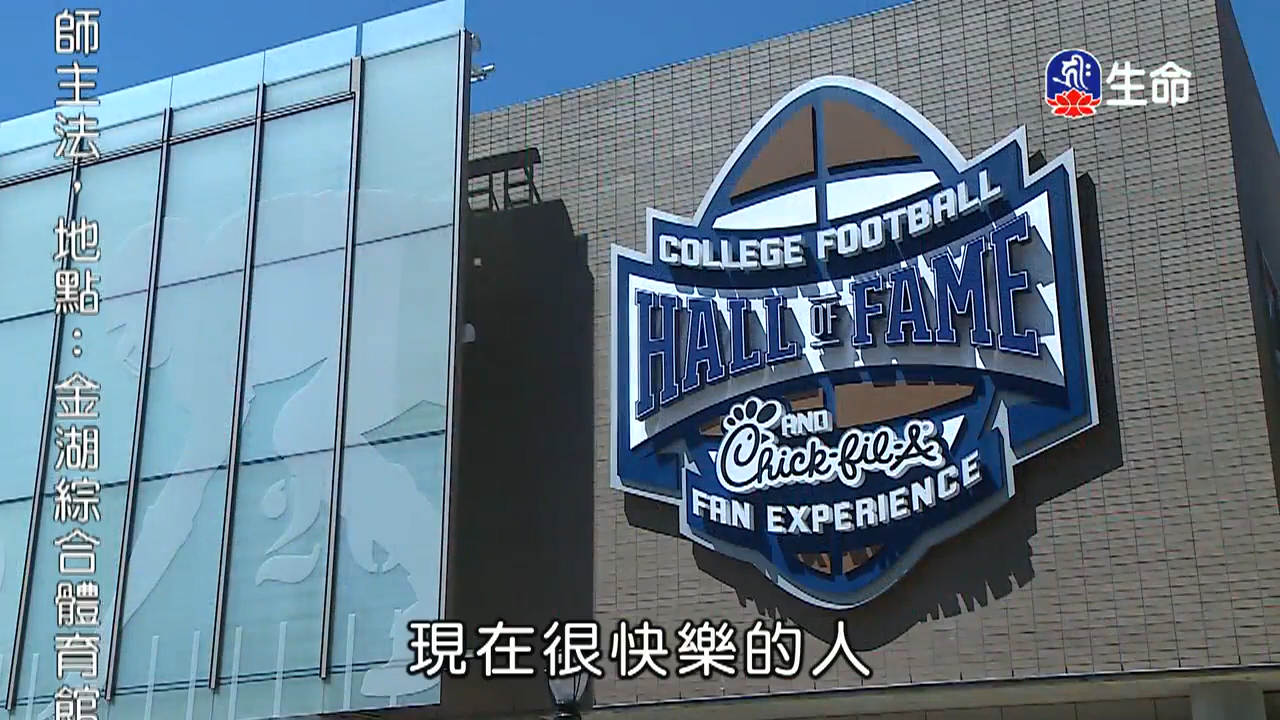 師主法，地點：金湖綜合體育館
生命
COLLEGE FOOTBALL
HALL OF FAME
AND
Chick-fil-A
FAN EXPERIENCE
現在很快樂的人